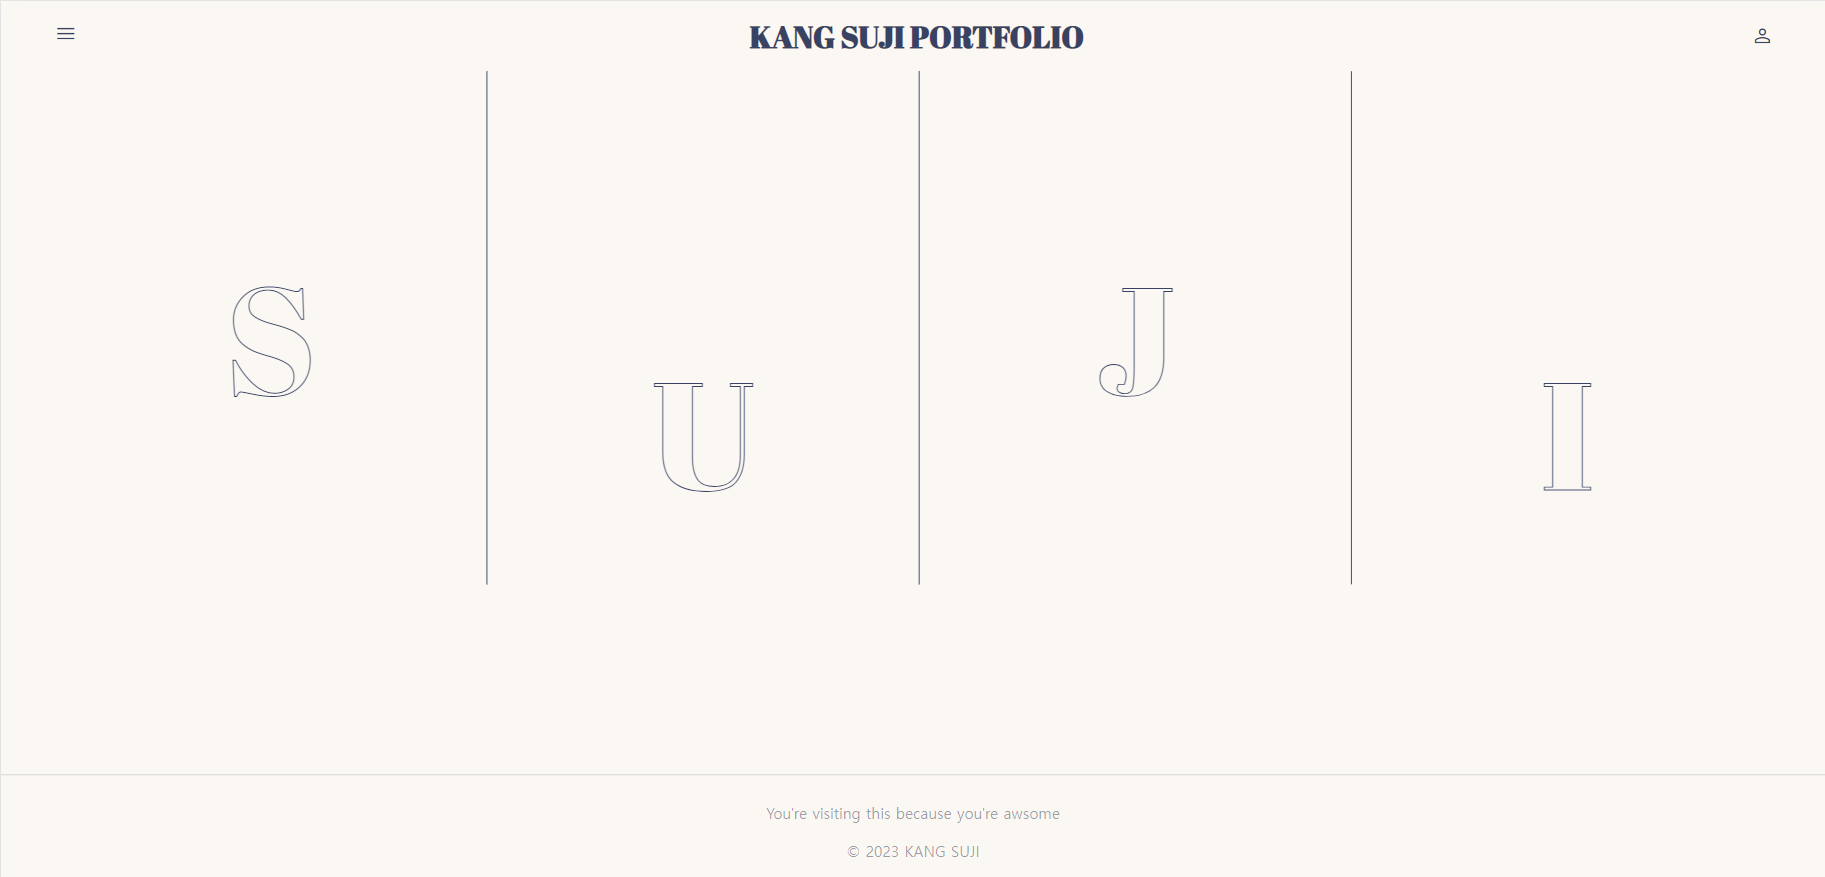 KANG SUJI PORTFOLIO
S
U
J
I
You're visiting this because you're awsome
© 2023 KANG SUJI